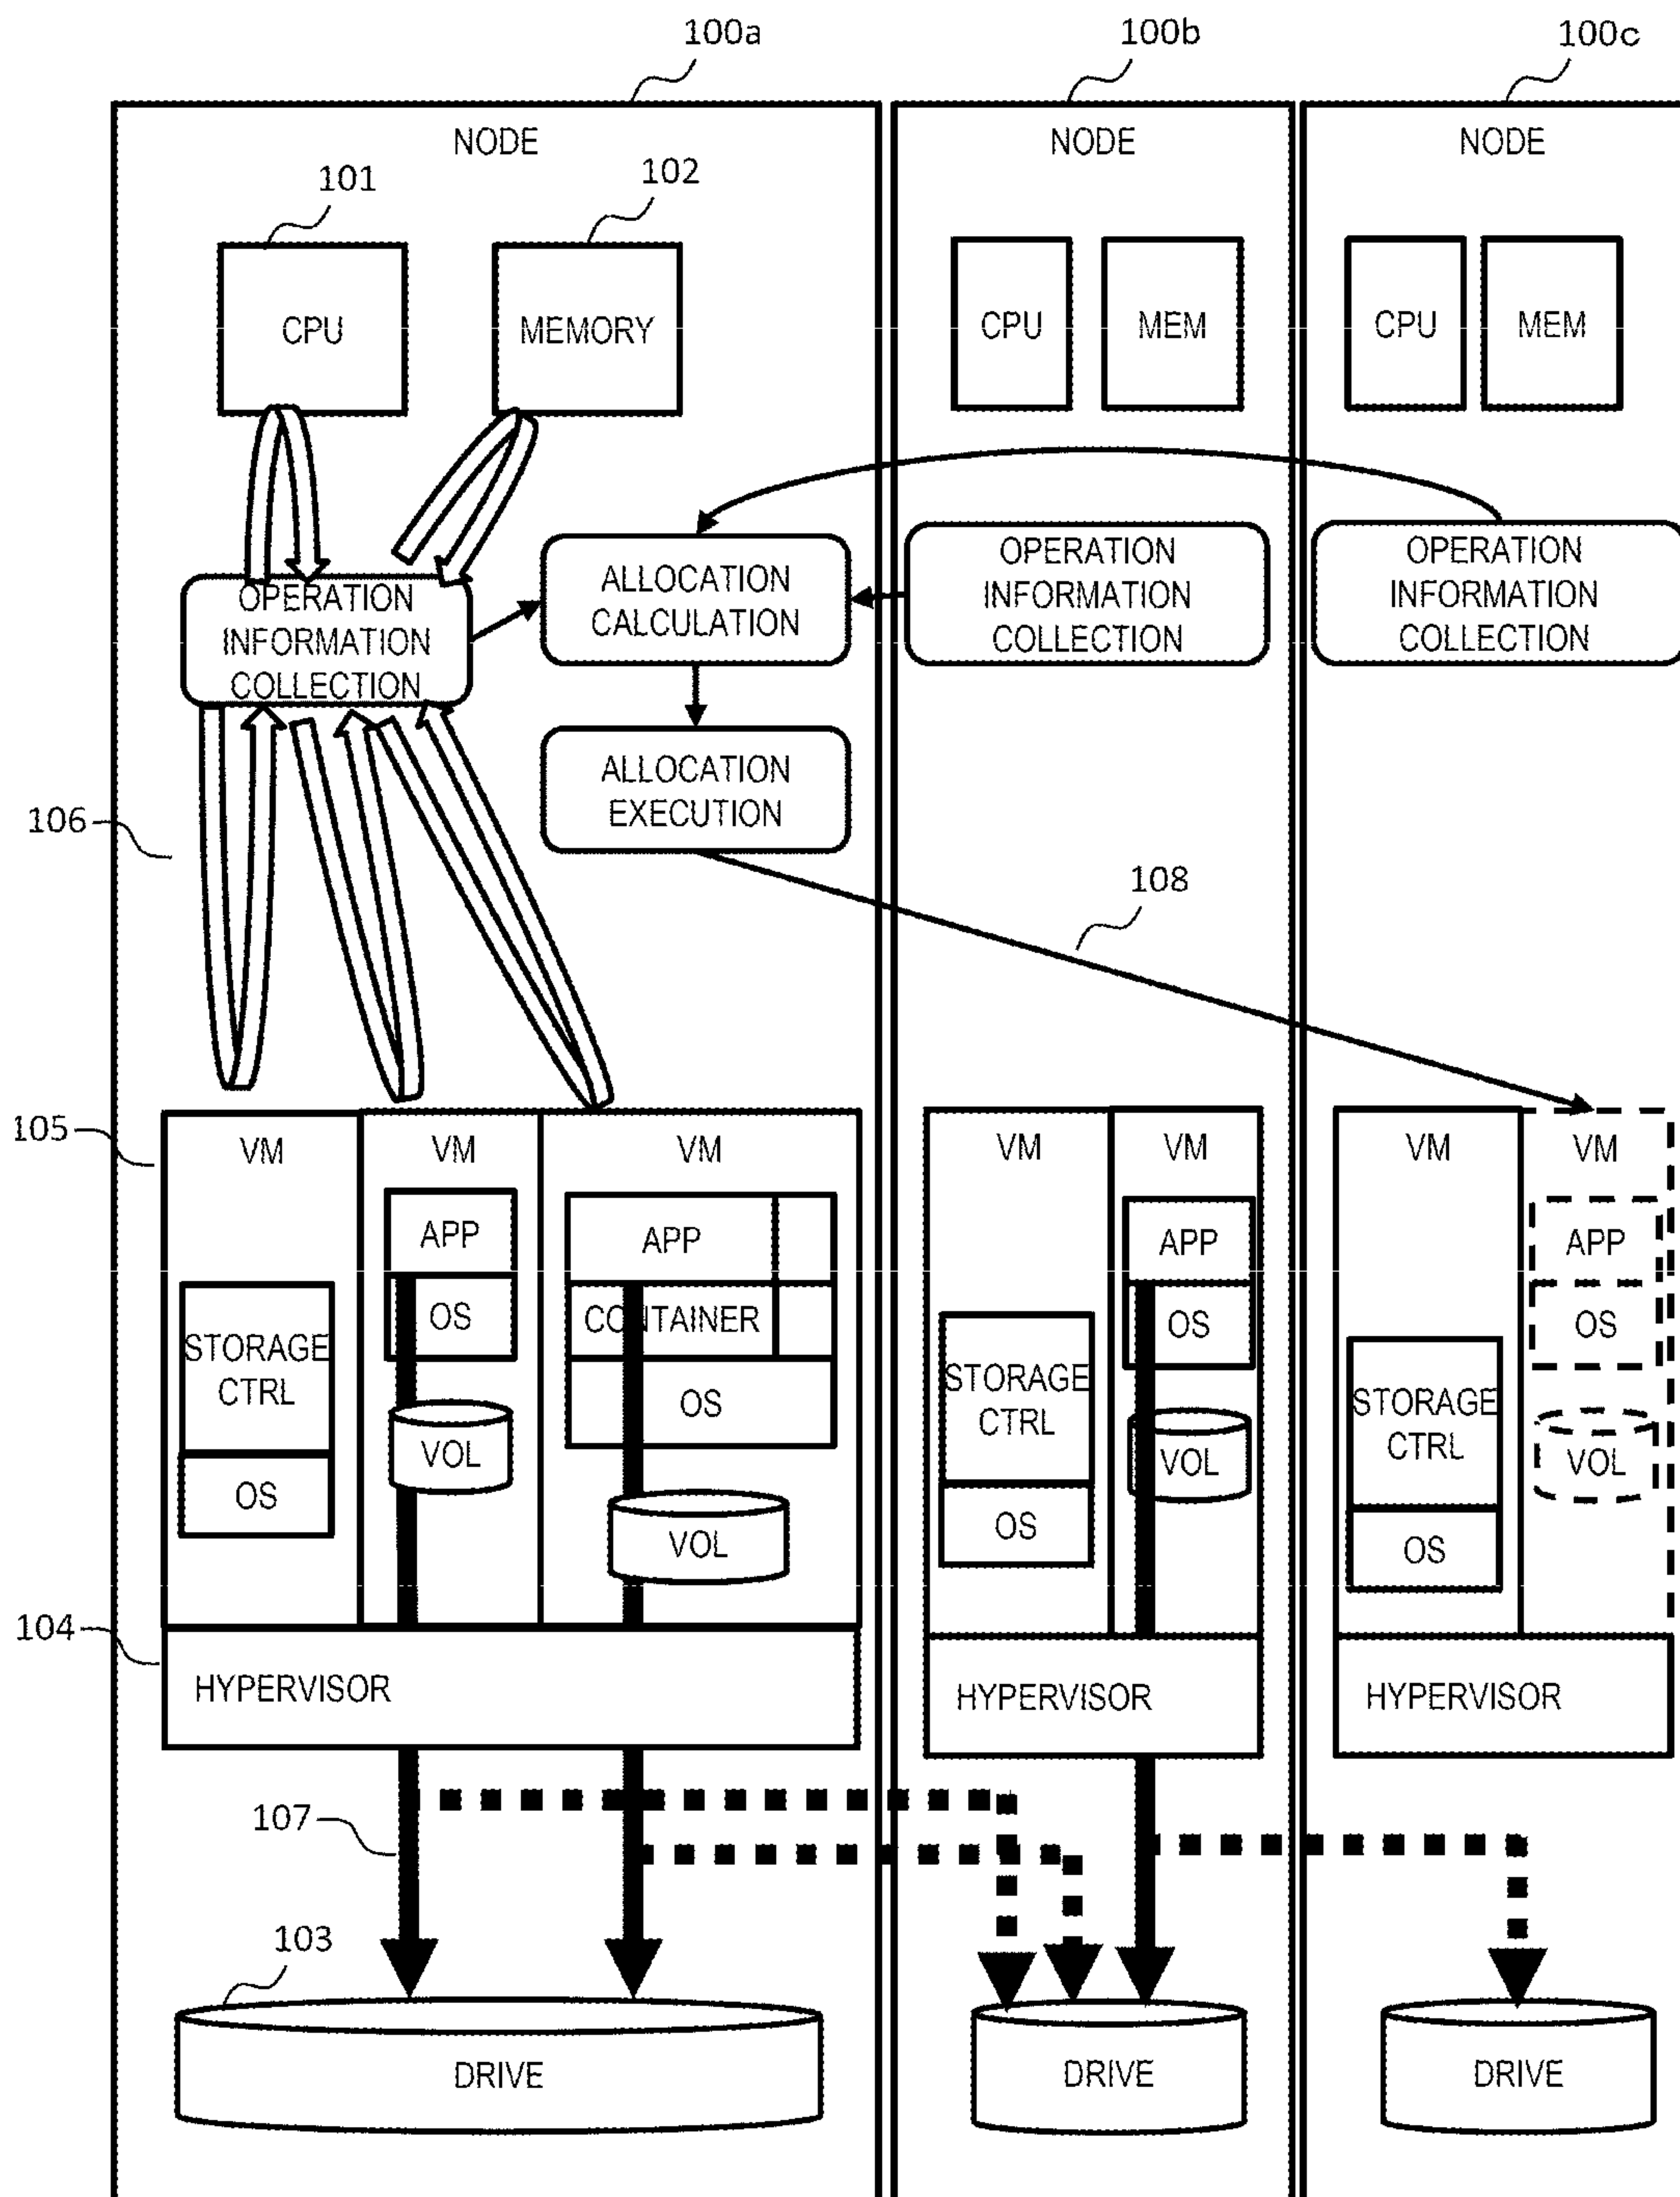 100a
100b
100c
NODE
NODE
NODE
101
102
CPU
MEMORY
CPU
MEM
CPU
MEM
OPERATION
INFORMATION
COLLECTION
ALLOCATION
CALCULATION
OPERATION
INFORMATION
COLLECTION
OPERATION
INFORMATION
COLLECTION
ALLOCATION
EXECUTION
106
108
105
VM
VM
VM
VM
VM
VM
VM
APP
APP
APP
APP
STORAGE
CTRL
OS
CONTAINER
STORAGE
CTRL
OS
STORAGE
CTRL
OS
OS
VOL
OS
VOL
OS
VOL
OS
VOL
104
HYPERVISOR
HYPERVISOR
HYPERVISOR
107
103
DRIVE
DRIVE
DRIVE